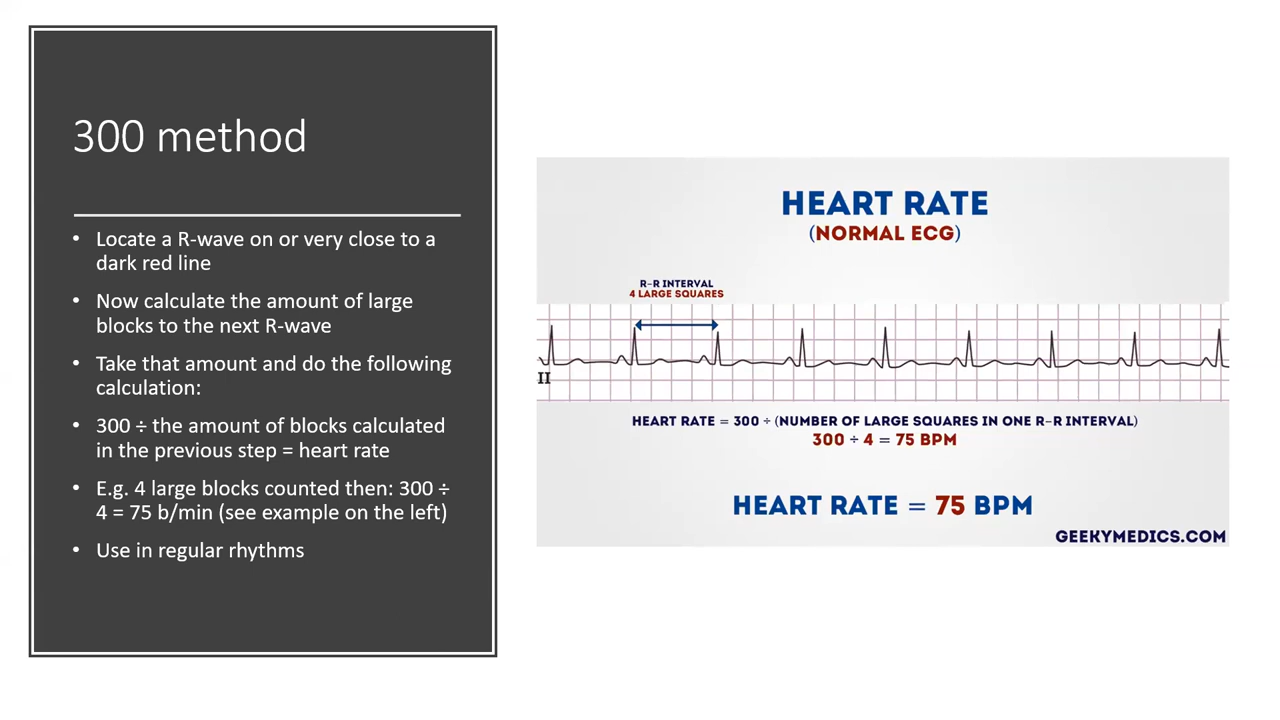 300 method
• Locate a R-wave on or very close to a
dark red line
• Now calculate the amount of large
blocks to the next R-wave
• Take that amount and do the following
calculation:
• 300 ÷ the amount of blocks calculated
in the previous step = heart rate
• E.g. 4 large blocks counted then: 300 ÷
4 = 75 b/min (see example on the left)
• Use in regular rhythms
HEART RATE
(NORMAL ECG)
R-R INTERVAL
4 LARGE SQUARES
II
HEART RATE = 300 ÷ (NUMBER OF LARGE SQUARES IN ONE R-R INTERVAL)
300 ÷ 4 = 75 BPM
HEART RATE = 75 BPM
GEEKYMEDICS.COM